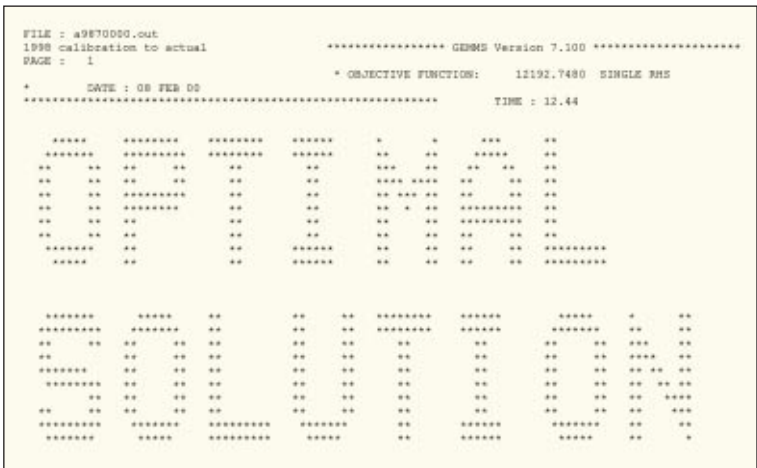 FILE : a9870000.out
1998 calibration to actual ***************** GEMMS Version 7.100 *********************
PAGE : 1
* OBJECTIVE FUNCTION: 12192.7480 SINGLE RMS
* DATE : 08 FEB 00
************************************************************ TIME : 12.44
OPTIMAL
SOLUTION